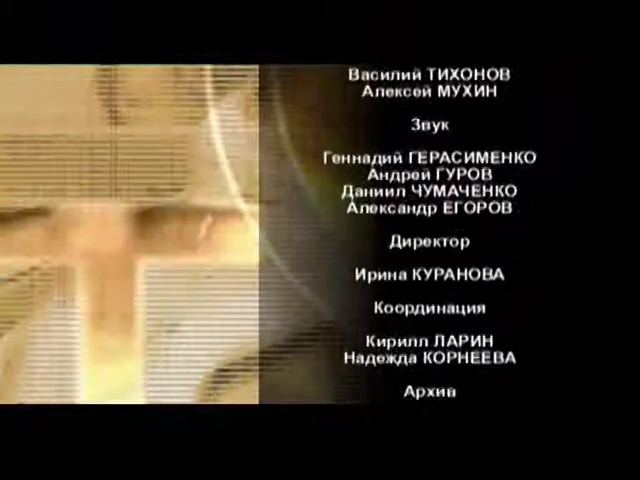 Василий ТИХОНОВ
Алексей МУХИН
Звук
Геннадий ГЕРАСИМЕНКО
Андрей ГУРОВ
Даниил ЧУМАЧЕНКО
Александр ЕГОРОВ
Директор
Ирина КУРАНОВА
Координация
Кирилл ЛАРИН
Надежда КОРНЕЕВА
Архив